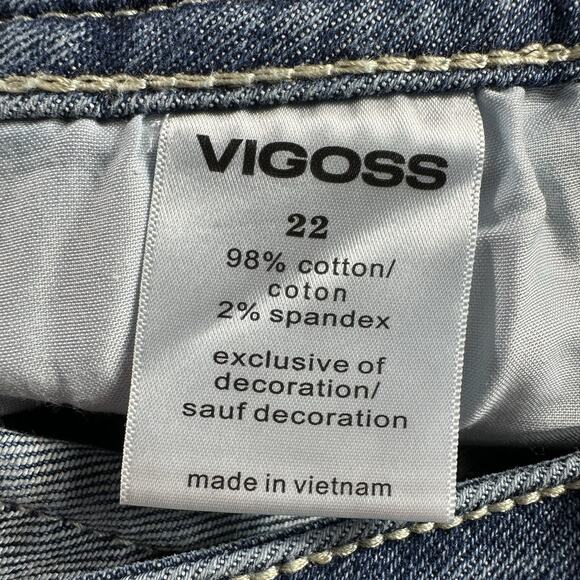 VIGOSS
22
98% cotton/
coton
2% spandex
exclusive of
decoration/
sauf decoration
made in vietnam